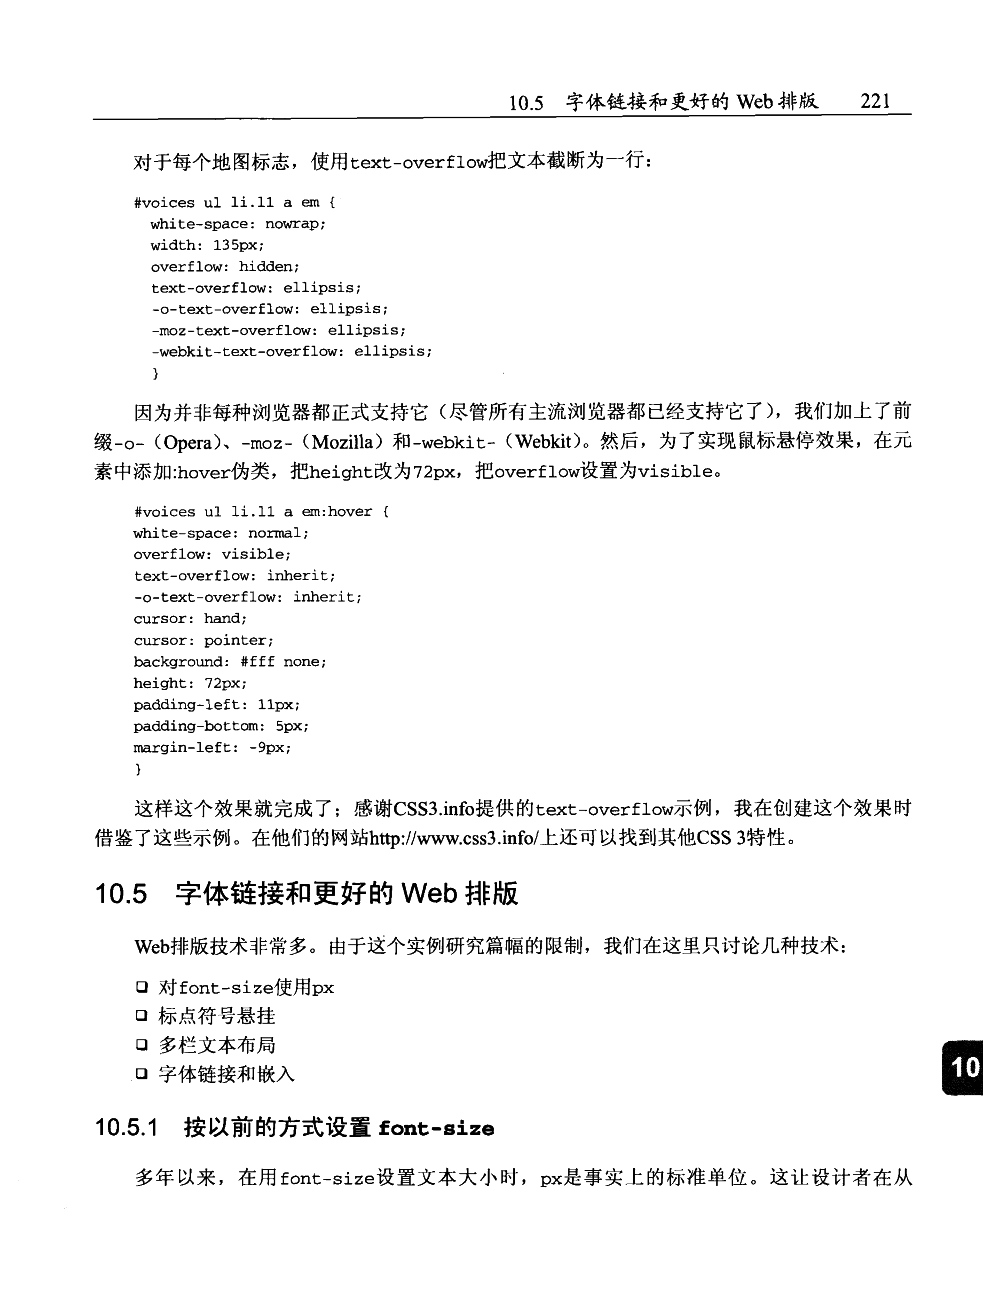 10.5 字体链接和更好的 Web 排版 221
对于每个地图标志，使用text-overflow把文本截断为一行：
#voices ul li.l1 a em {
white-space: nowrap;
width: 135px;
overflow: hidden;
text-overflow: ellipsis;
-o-text-overflow: ellipsis;
-moz-text-overflow: ellipsis;
-webkit-text-overflow: ellipsis;
}
因为并非每种浏览器都正式支持它（尽管所有主流浏览器都已经支持它了），我们加上了前
缀-o-（Opera）、-moz-（Mozilla）和-webkit-（Webkit）。然后，为了实现鼠标悬停效果，在元
素中添加:hover伪类，把height改为72px，把overflow设置为visible。
#voices ul li.l1 a em:hover {
white-space: normal;
overflow: visible;
text-overflow: inherit;
-o-text-overflow: inherit;
cursor: hand;
cursor: pointer;
background: #fff none;
height: 72px;
padding-left: 11px;
padding-bottom: 5px;
margin-left: -9px;
}
这样这个效果就完成了；感谢CSS3.info提供的text-overflow示例，我在创建这个效果时
借鉴了这些示例。在他们的网站http://www.css3.info/上还可以找到其他CSS 3特性。
10.5 字体链接和更好的 Web 排版
Web排版技术非常多。由于这个实例研究篇幅的限制，我们在这里只讨论几种技术：
❑ 对font-size使用px
❑ 标点符号悬挂
❑ 多栏文本布局
❑ 字体链接和嵌入
10
10.5.1 按以前的方式设置 font-size
多年以来，在用font-size设置文本大小时，px是事实上的标准单位。这让设计者在从